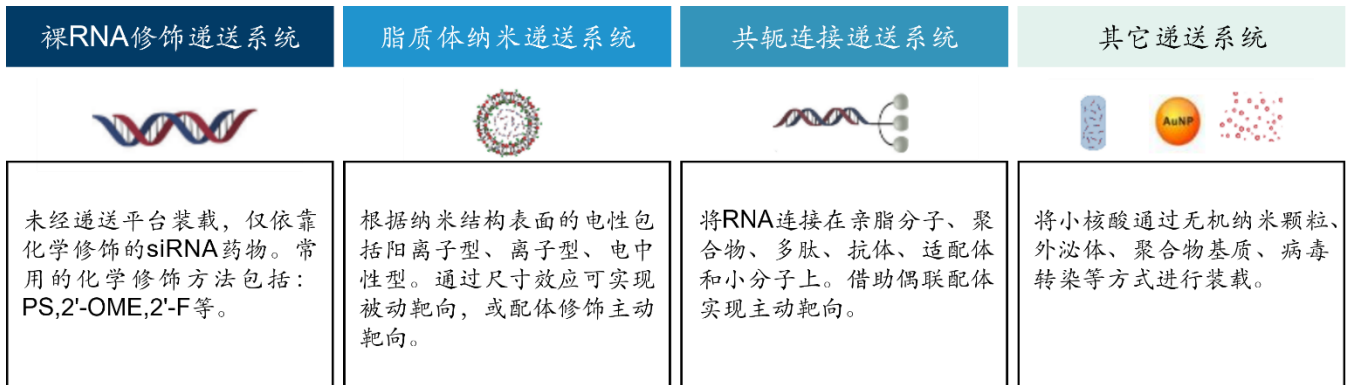 裸RNA修饰递送系统
脂质体纳米递送系统
共轭连接递送系统
其它递送系统
AuNP
未经递送平台装载，仅依靠
化学修饰的siRNA药物。常
用的化学修饰方法包括：
PS,2'-OME,2'-F等。
根据纳米结构表面的电性包
括阳离子型、离子型、电中
性型。通过尺寸效应可实现
被动靶向，或配体修饰主动
靶向。
将RNA连接在亲脂分子、聚
合物、多肽、抗体、适配体
和小分子上。借助偶联配体
实现主动靶向。
将小核酸通过无机纳米颗粒、
外泌体、聚合物基质、病毒
转染等方式进行装载。